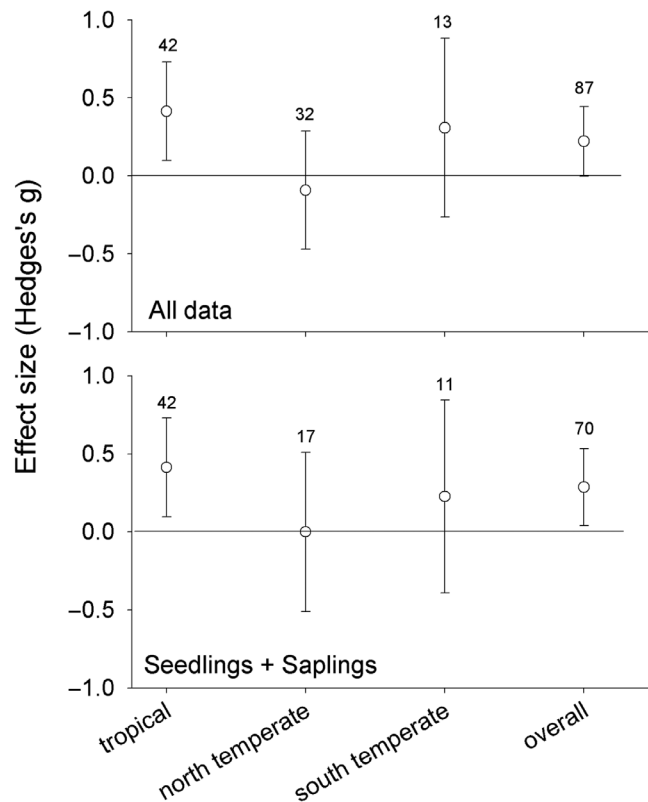 Effect size (Hedges's g)
1.0
0.5
0.0
–0.5
–1.0
42
32
13
87
All data
1.0
0.5
0.0
–0.5
–1.0
42
17
11
70
Seedlings + Saplings
tropical
north temperate
south temperate
overall